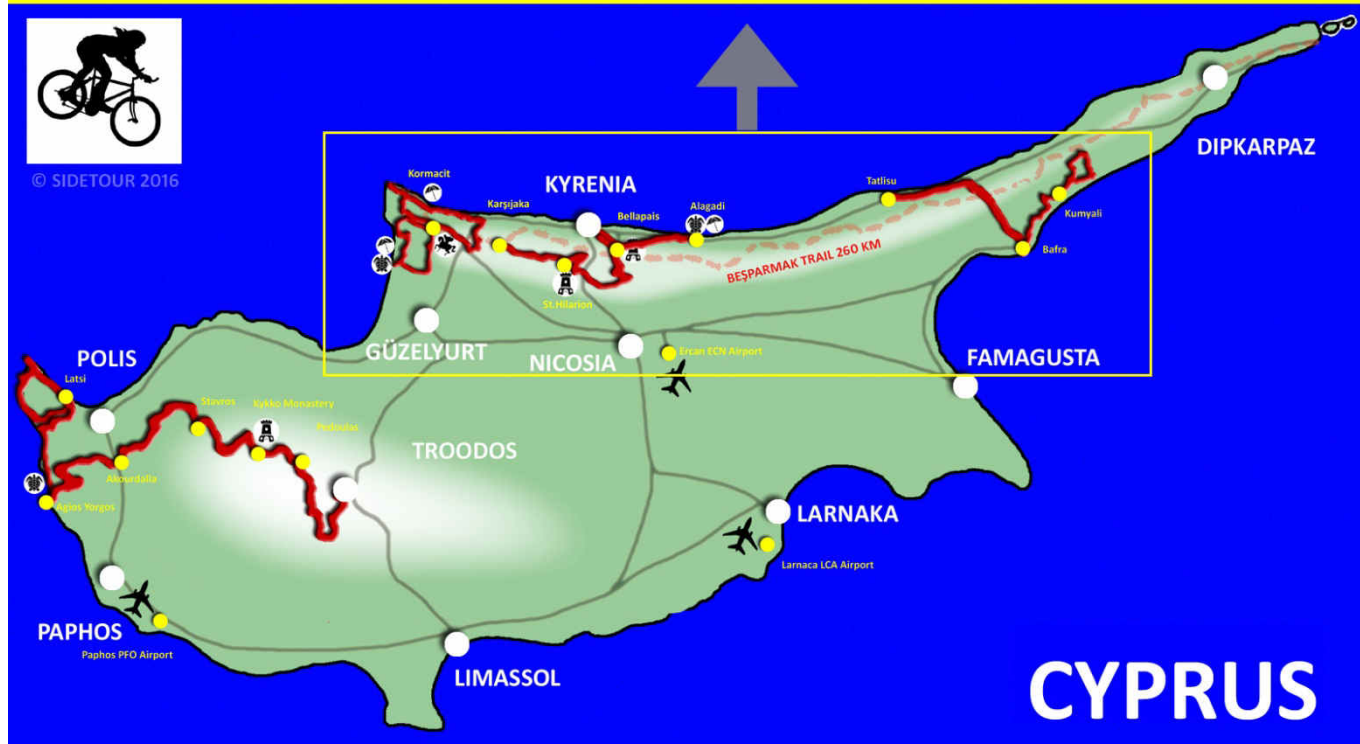 © SIDETOUR 2016
DIPKARPAZ
Kormacit
KYRENIA
Tatlisu
Karşıjaka
Bellapais
Alagadi
Kumyali
Bafra
BEŞPARMAK TRAIL 260 KM
St.Hilarion
GÜZELYURT
NICOSIA
Ercan ECN Airport
FAMAGUSTA
POLIS
Latsi
Stavros
Kykko Monastery
Pedoulas
TROODOS
Akourdalla
Agios Yorgos
LARNAKA
Larnaca LCA Airport
PAPHOS
Paphos PFO Airport
LIMASSOL
CYPRUS